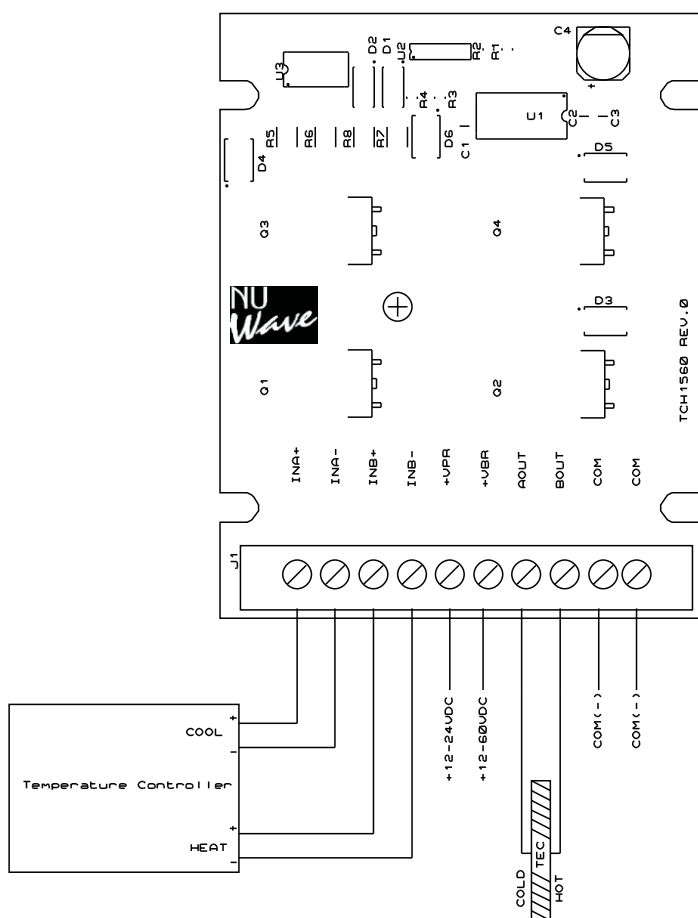 C4
D2
D1
U2
R2
R1
U3
R4
R3
U1
C2
C3
R5
R6
R8
R7
D6
C1
D5
D4
Q3
Q4
NU
Wave
D3
TCH1560 REV.0
Q1
Q2
INA+
INA-
INB+
INB-
+VPR
+VBR
AOUT
BOUT
COM
COM
J1
+12-24VDC
+12-60VDC
COM(-)
COM(-)
+
COOL
-
Temperature Controller
+
HEAT
-
COLD
TEC
HOT
+